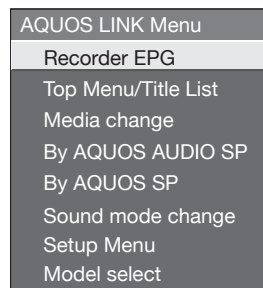 AQUOS LINK Menu
Recorder EPG
Top Menu/Title List
Media change
By AQUOS AUDIO SP
By AQUOS SP
Sound mode change
Setup Menu
Model select